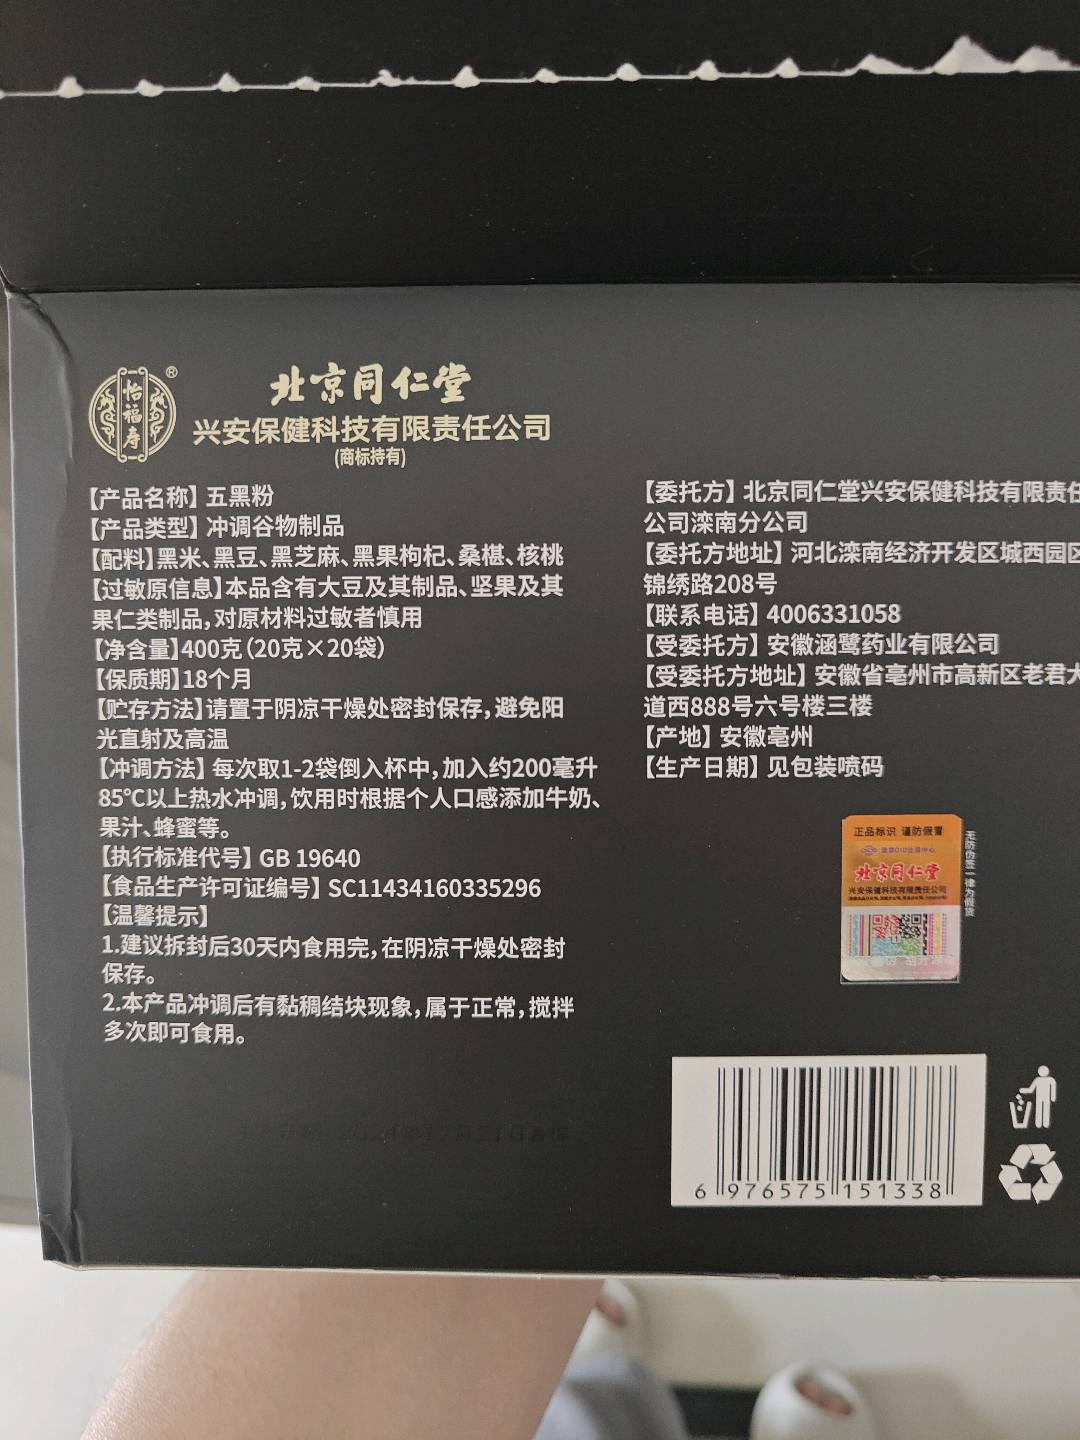 怡福寿®
北京同仁堂
兴安保健科技有限责任公司
(商标持有)
【产品名称】五黑粉
【产品类型】冲调谷物制品
【配料】黑米、黑豆、黑芝麻、黑果枸杞、桑椹、核桃
【过敏原信息】本品含有大豆及其制品、坚果及其
果仁类制品,对原材料过敏者慎用
【净含量】400克(20克×20袋)
【保质期】18个月
【贮存方法】请置于阴凉干燥处密封保存,避免阳
光直射及高温
【冲调方法】每次取1-2袋倒入杯中,加入约200毫升
85℃以上热水冲调,饮用时根据个人口感添加牛奶、
果汁、蜂蜜等。
【执行标准代号】GB 19640
【食品生产许可证编号】SC11434160335296
【温馨提示】
1.建议拆封后30天内食用完,在阴凉干燥处密封
保存。
2.本产品冲调后有黏稠结块现象,属于正常,搅拌
多次即可食用。
【委托方】北京同仁堂兴安保健科技有限责任
公司滦南分公司
【委托方地址】河北滦南经济开发区城西园区
锦绣路208号
【联系电话】4006331058
【受委托方】安徽涵鹭药业有限公司
【受委托方地址】安徽省亳州市高新区老君大
道西888号六号楼三楼
【产地】安徽亳州
【生产日期】见包装喷码
正品标识 谨防假冒
北京同仁堂
兴安保健科技有限责任公司
无防伪签一律为假货
6 976575 151338